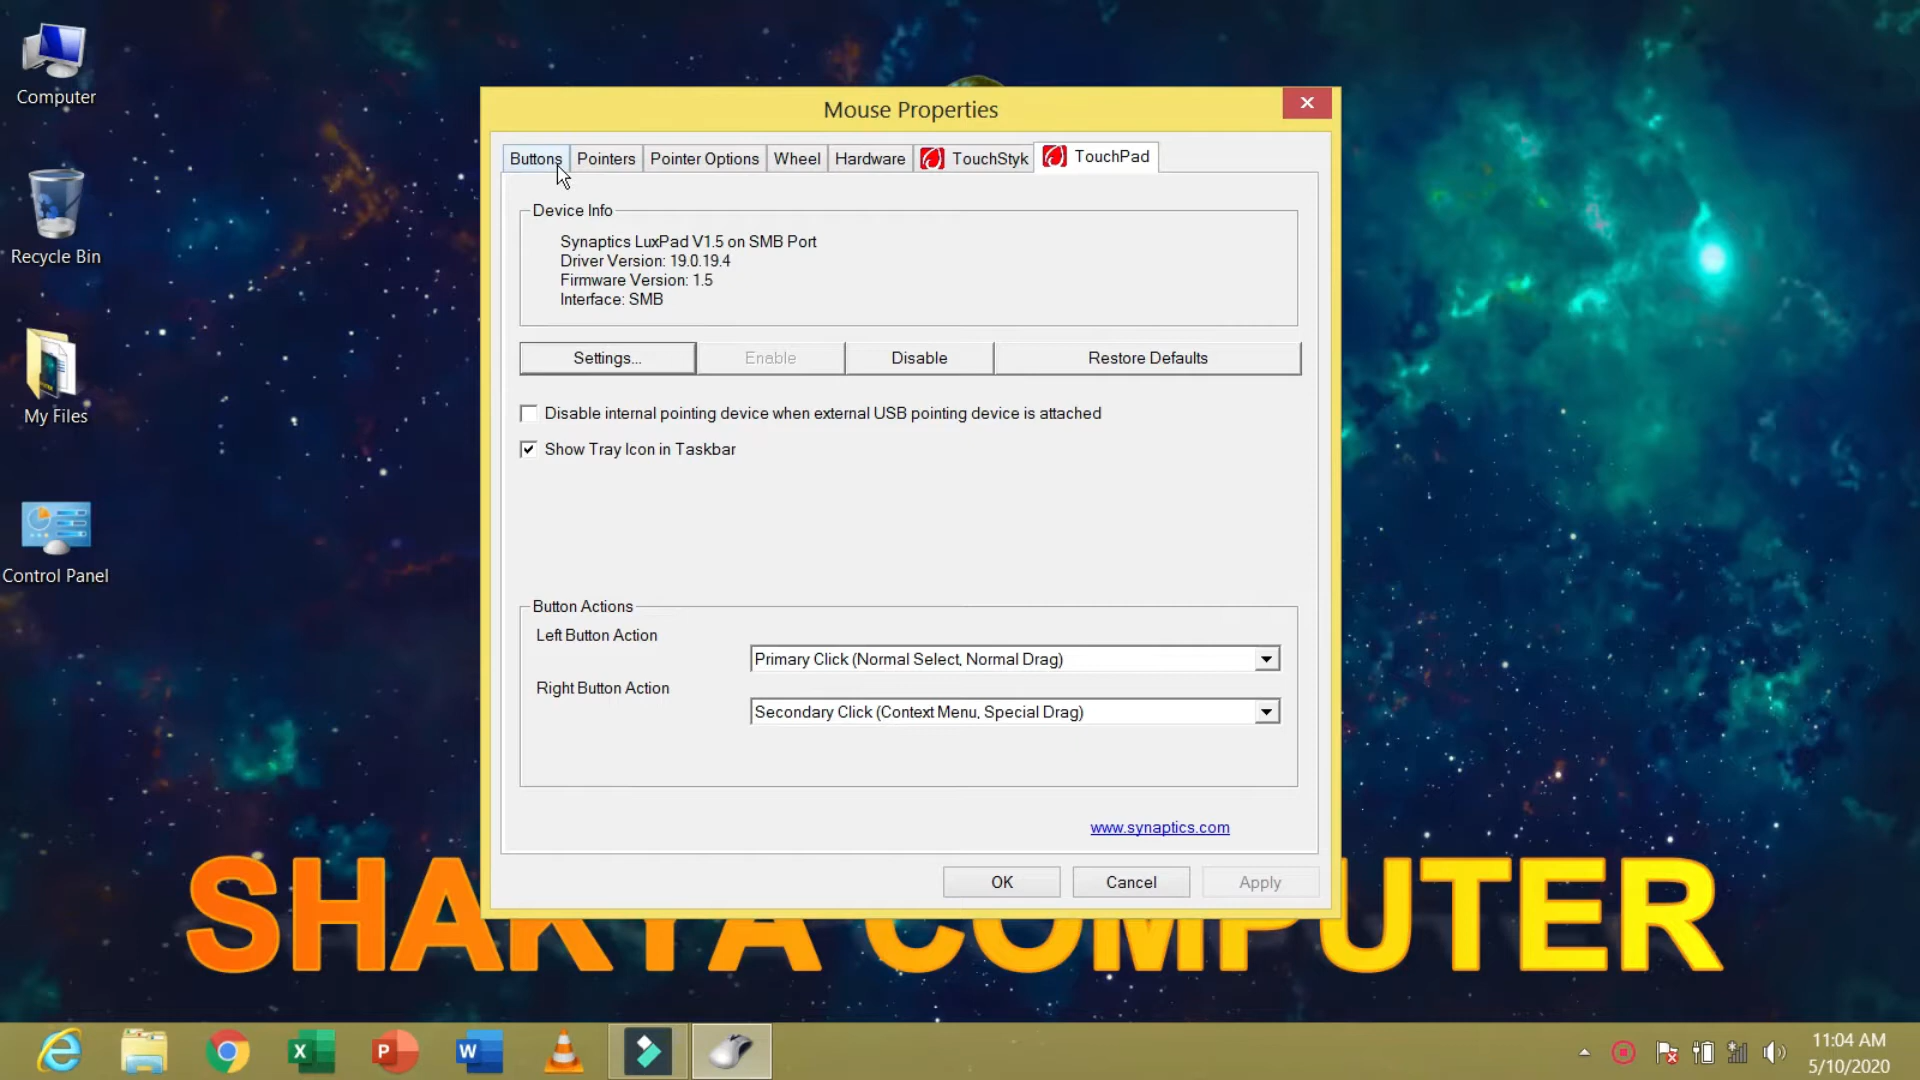 Computer
Recycle Bin
My Files
Control Panel
Mouse Properties
Buttons
Pointers
Pointer Options
Wheel
Hardware
TouchStyk
TouchPad
Device Info
Synaptics LuxPad V1.5 on SMB Port
Driver Version: 19.0.19.4
Firmware Version: 1.5
Interface: SMB
Settings...
Enable
Disable
Restore Defaults
Disable internal pointing device when external USB pointing device is attached
Show Tray Icon in Taskbar
Button Actions
Left Button Action
Primary Click (Normal Select, Normal Drag)
Right Button Action
Secondary Click (Context Menu, Special Drag)
www.synaptics.com
OK
Cancel
Apply
SHAKYA COMPUTER
11:04 AM
5/10/2020